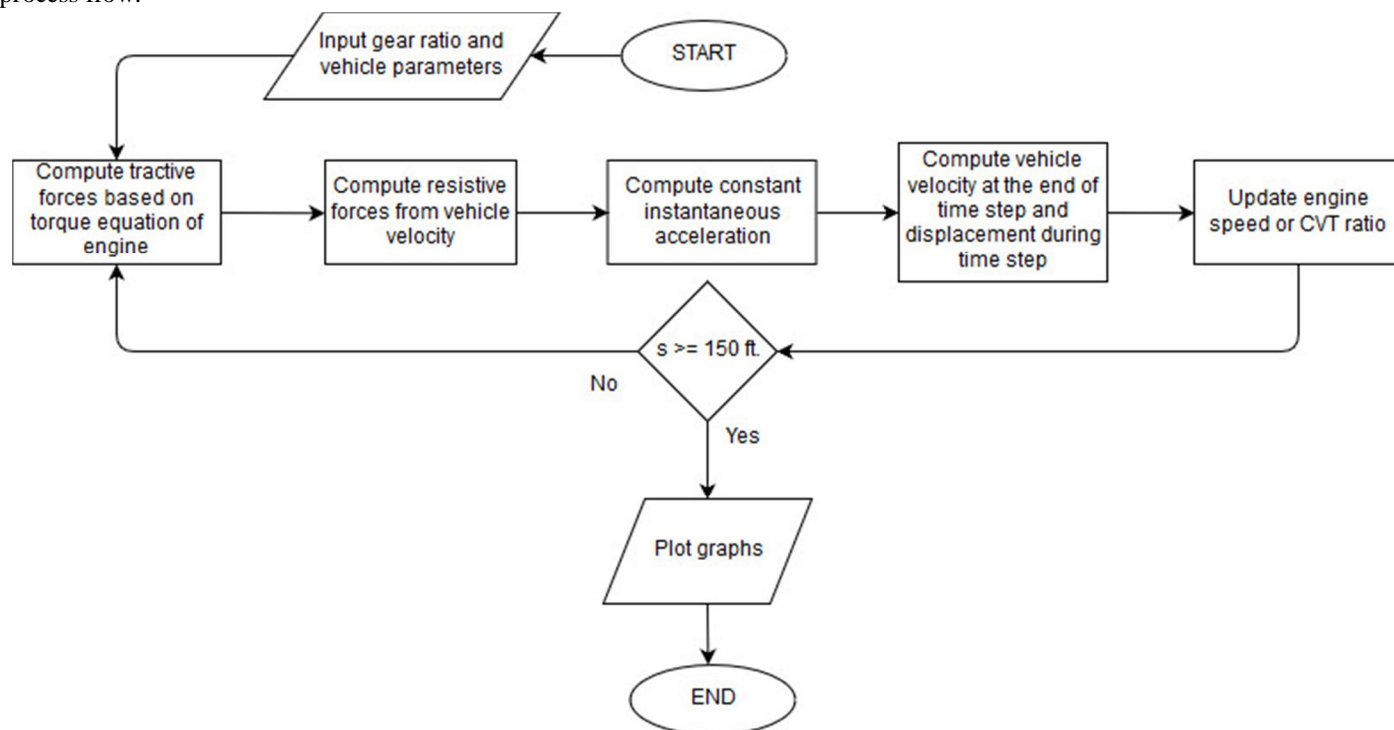 process flow.
START
Input gear ratio and
vehicle parameters
Compute tractive
forces based on
torque equation of
engine
Compute resistive
forces from vehicle
velocity
Compute constant
instantaneous
acceleration
Compute vehicle
velocity at the end of
time step and
displacement during
time step
Update engine
speed or CVT ratio
s >= 150 ft.
No
Yes
Plot graphs
END